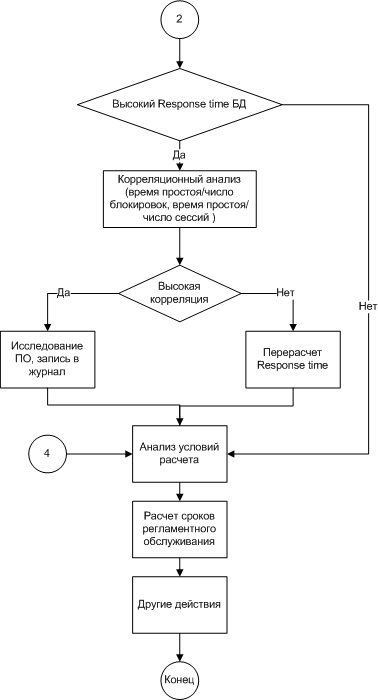 2
Высокий Response time БД
Да
Корреляционный анализ
(время простоя/число
блокировок, время простоя/
число сессий )
Высокая
корреляция
Да
Нет
Нет
Исследование
ПО, запись в
журнал
Перерасчет
Response time
4
Анализ условий
расчета
Расчет сроков
регламентного
обслуживания
Другие действия
Конец